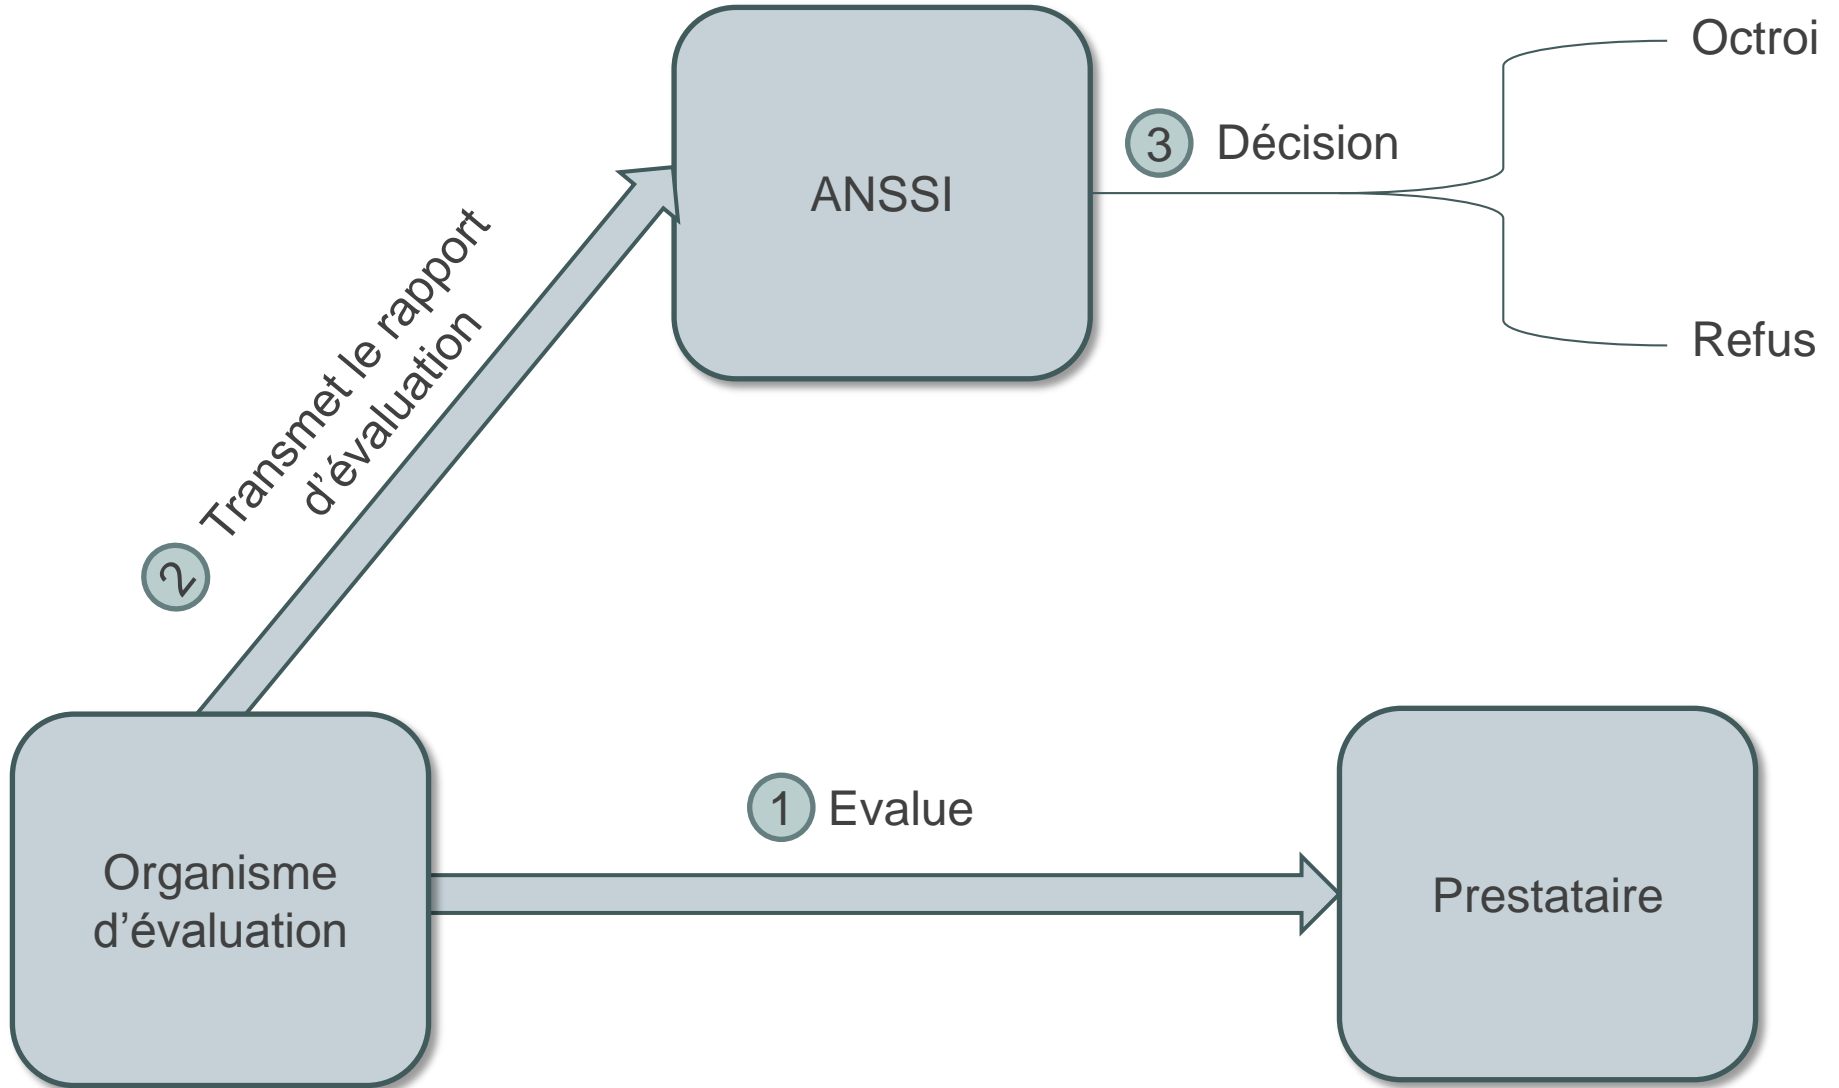 Octroi
3 Décision
ANSSI
Refus
2 Transmet le rapport
d’évaluation
1 Evalue
Organisme
d’évaluation
Prestataire